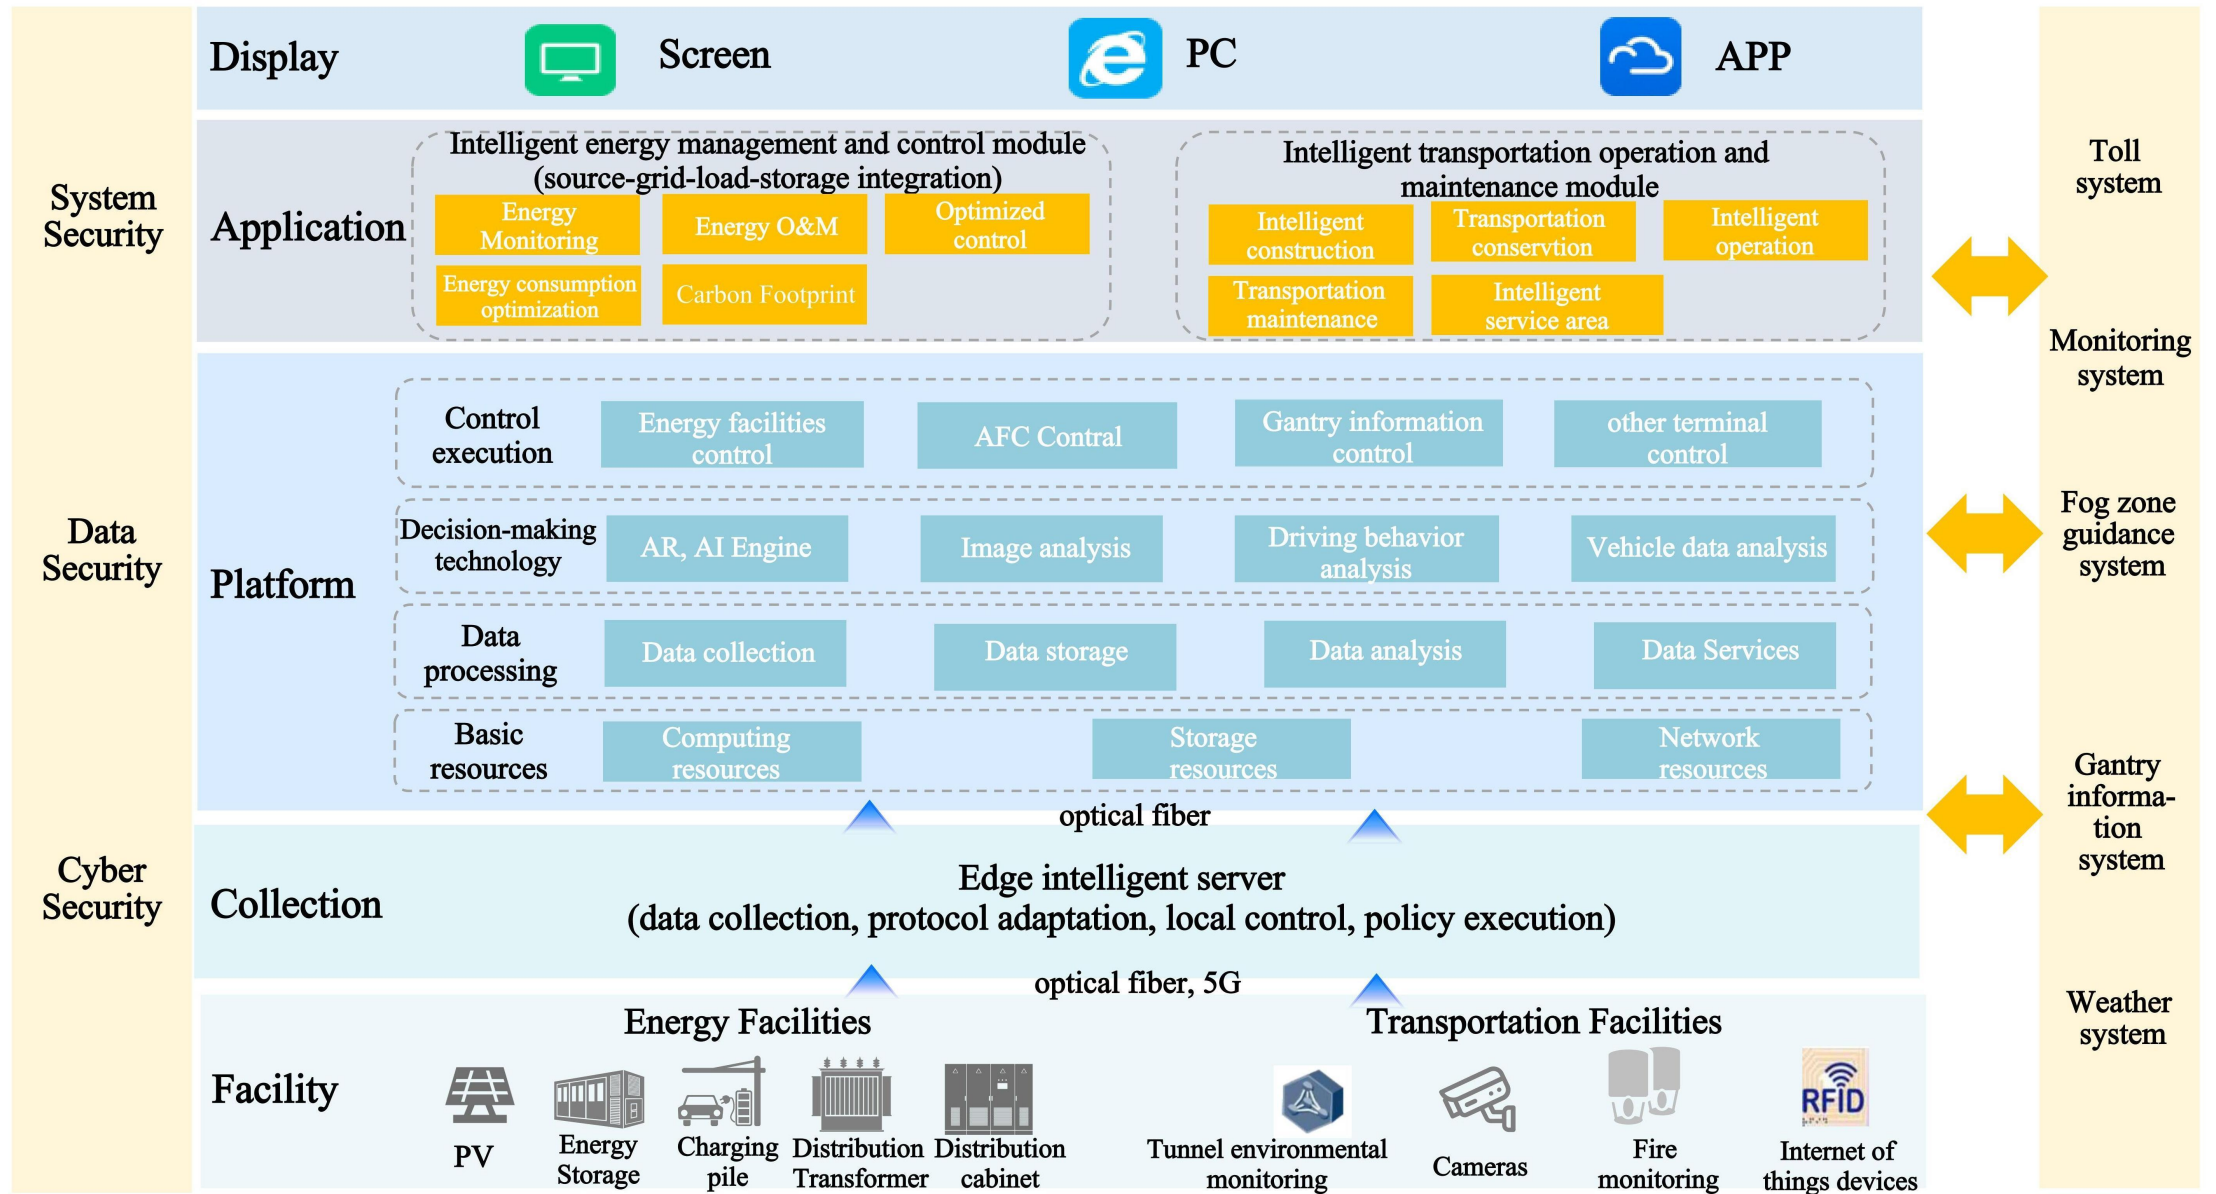 System
Security
Data
Security
Cyber
Security
Display
Screen
PC
APP
Application
Intelligent energy management and control module
(source-grid-load-storage integration)
Energy
Monitoring
Energy O&M
Optimized
control
Energy consumption
optimization
Carbon Footprint
Intelligent transportation operation and
maintenance module
Intelligent
construction
Transportation
conservtion
Intelligent
operation
Transportation
maintenance
Intelligent
service area
Platform
Control
execution
Energy facilities
control
AFC Contral
Gantry information
control
other terminal
control
Decision-making
technology
AR, AI Engine
Image analysis
Driving behavior
analysis
Vehicle data analysis
Data
processing
Data collection
Data storage
Data analysis
Data Services
Basic
resources
Computing
resources
Storage
resources
Network
resources
optical fiber
Collection
Edge intelligent server
(data collection, protocol adaptation, local control, policy execution)
optical fiber, 5G
Facility
Energy Facilities
PV
Energy
Storage
Charging
pile
Distribution
Transformer
Distribution
cabinet
Transportation Facilities
Tunnel environmental
monitoring
Cameras
Fire
monitoring
RFID
Internet of
things devices
Toll
system
Monitoring
system
Fog zone
guidance
system
Gantry
informa-
tion
system
Weather
system